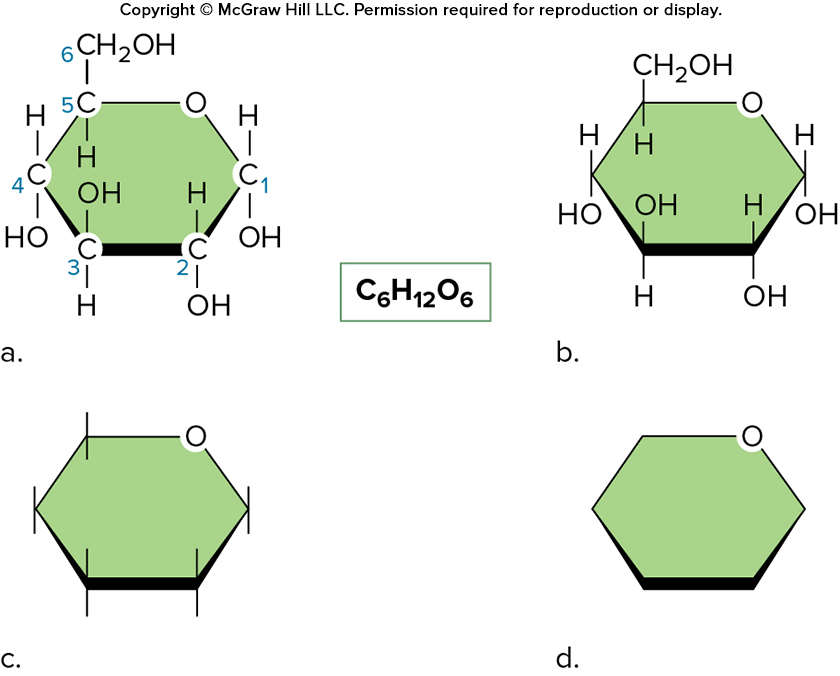 Copyright © McGraw Hill LLC. Permission required for reproduction or display.
6 CH₂OH
H 5 C O H
H
4 C OH H C 1
HO 3 C 2 C OH
H OH
a.
C₆H₁₂O₆
CH₂OH
O
H H H
HO OH H OH
H OH
b.
O
c.
O
d.